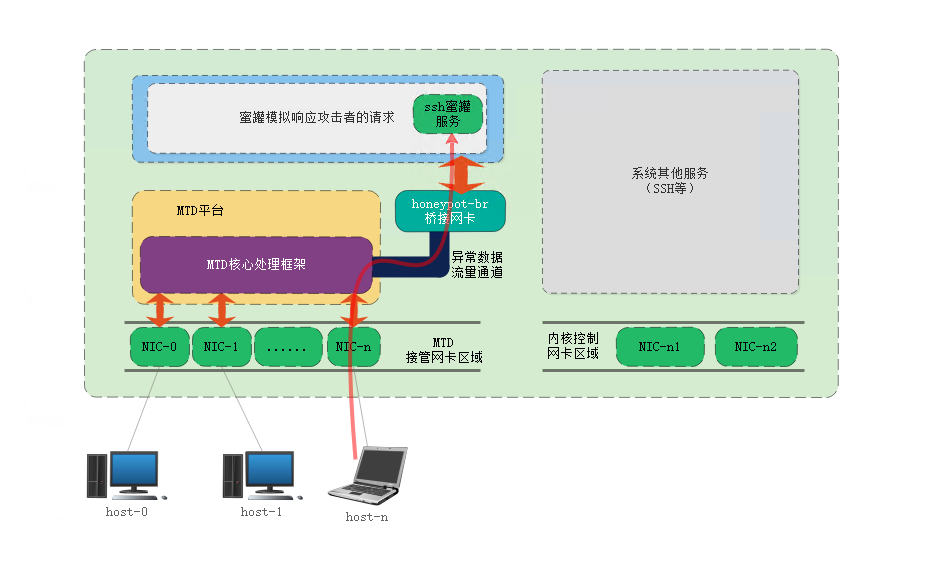 蜜罐模拟响应攻击者的请求
ssh蜜罐
服务
系统其他服务
（SSH等）
MTD平台
honeypot-br
桥接网卡
MTD核心处理框架
异常数据
流量通道
NIC-0
NIC-1
......
NIC-n
MTD
接管网卡区域
内核控制
网卡区域
NIC-n1
NIC-n2
host-0
host-1
host-n